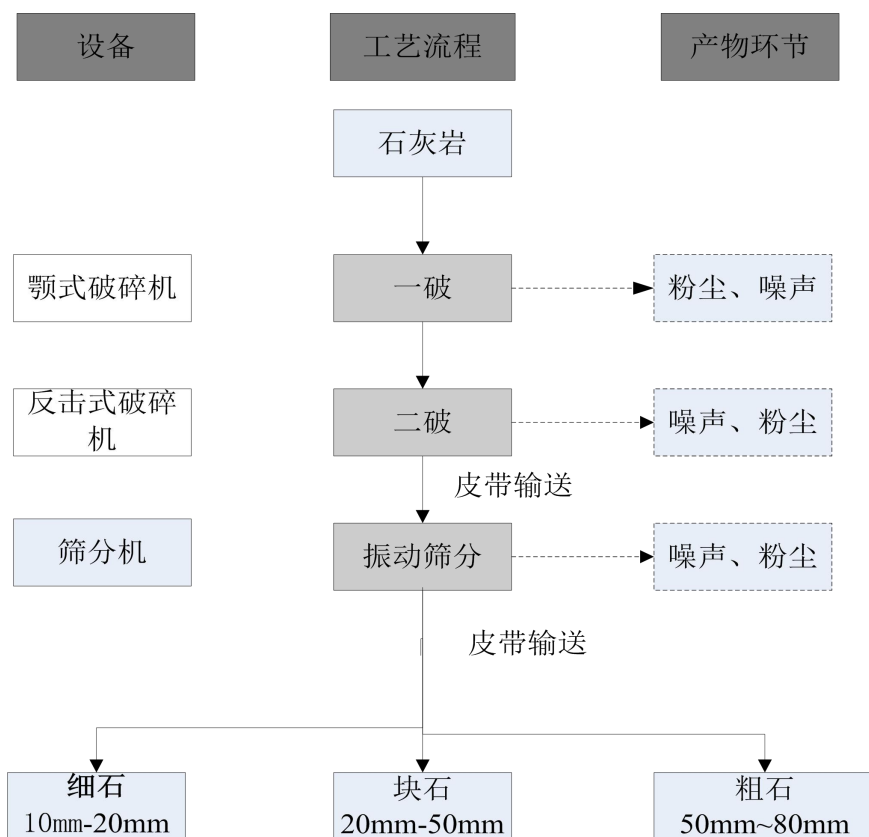 设备
工艺流程
产物环节
石灰岩
颚式破碎机
一破
粉尘、噪声
反击式破碎
机
二破
噪声、粉尘
皮带输送
筛分机
振动筛分
噪声、粉尘
皮带输送
细石
10mm-20mm
块石
20mm-50mm
粗石
50mm~80mm